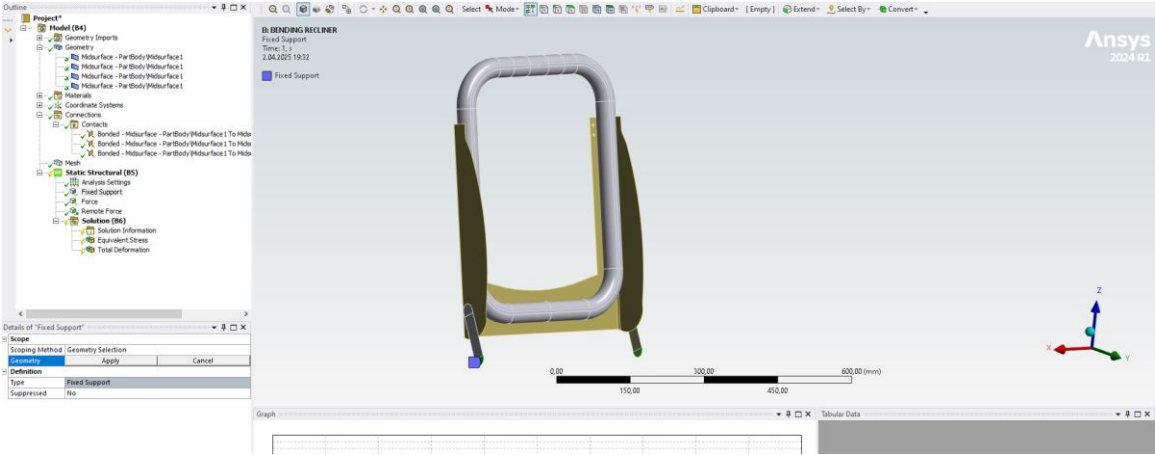 Outline
Project*
Model (B4)
Geometry Imports
Geometry
Midsurface - PartBody\Midsurface1
Midsurface - PartBody\Midsurface1
Midsurface - PartBody\Midsurface1
Midsurface - PartBody\Midsurface1
Materials
Coordinate Systems
Connections
Contacts
Bonded - Midsurface - PartBody\Midsurface1 To Mids
Bonded - Midsurface - PartBody\Midsurface1 To Mids
Bonded - Midsurface - PartBody\Midsurface1 To Mids
Mesh
Static Structural (B5)
Analysis Settings
Fixed Support
Force
Remote Force
Solution (B6)
Solution Information
Equivalent Stress
Total Deformation
Details of "Fixed Support"
Scope
Scoping Method Geometry Selection
Geometry Apply Cancel
Definition
Type Fixed Support
Suppressed No
Select Mode Clipboard [ Empty ] Extend Select By Convert
B: BENDING RECLINER
Fixed Support
Time: 1, s
2.04.2025 19:32
Fixed Support
Ansys
2024 R1
Z
X
Y
0,00 300,00 600,00 (mm)
150,00 450,00
Graph
Tabular Data